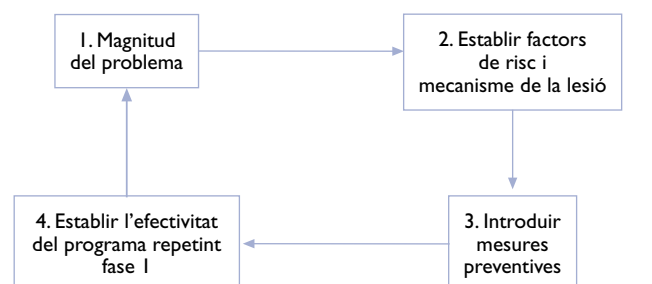 1. Magnitud
del problema
2. Establir factors
de risc i
mecanisme de la lesió
4. Establir l’efectivitat
del programa repetint
fase 1
3. Introduir
mesures
preventives